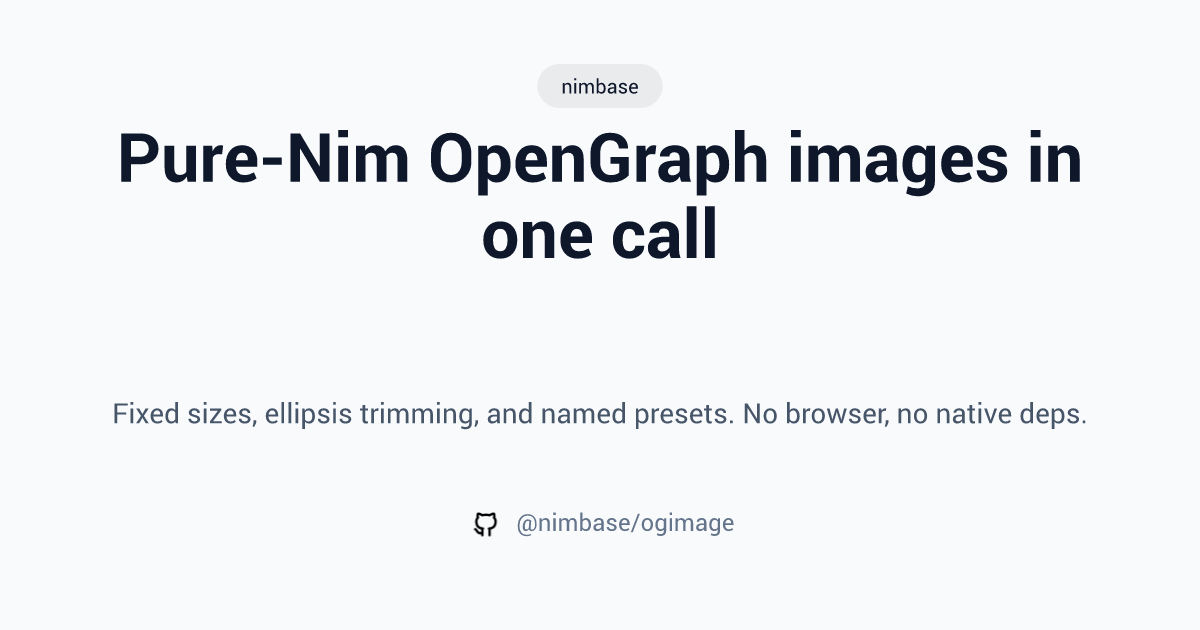 nimbase
Pure-Nim OpenGraph images in
one call
Fixed sizes, ellipsis trimming, and named presets. No browser, no native deps.
@nimbase/ogimage